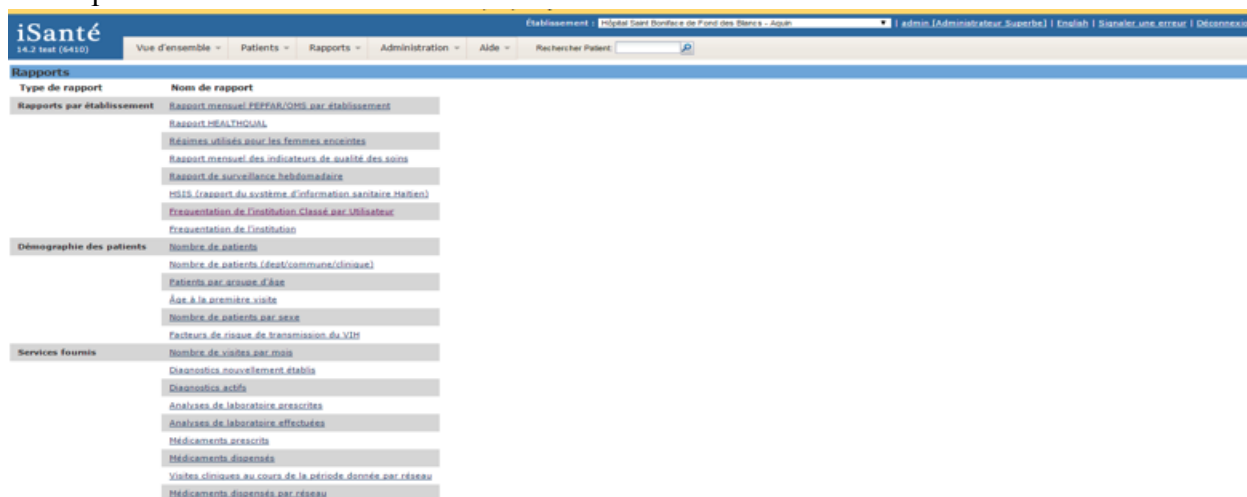 Établissement : Hôpital Saint Boniface de Fond des Blancs - Aquin | admin [Administrateur Superbe] | English | Signaler une erreur | Déconnexio
iSanté
14.2 test (6410) Vue d'ensemble Patients Rapports Administration Aide Rechercher Patient:
Rapports
Type de rapport Nom de rapport
Rapports par établissement Rapport mensuel PEPFAR/OMS par établissement
Rapport HEALTHQUAL
Régimes utilisés pour les femmes enceintes
Rapport mensuel des indicateurs de qualité des soins
Rapport de surveillance hebdomadaire
HSIS (rapport du système d'information sanitaire Haïtien)
Frequentation de l'institution Classé par Utilisateur
Frequentation de l'institution
Démographie des patients Nombre de patients
Nombre de patients (dept/commune/clinique)
Patients par groupe d'âge
Âge à la première visite
Nombre de patients par sexe
Facteurs de risque de transmission du VIH
Services fournis Nombre de visites par mois
Diagnostics nouvellement établis
Diagnostics actifs
Analyses de laboratoire prescrites
Analyses de laboratoire effectuées
Médicaments prescrits
Médicaments dispensés
Visites cliniques au cours de la période donnée par réseau
Médicaments dispensés par réseau